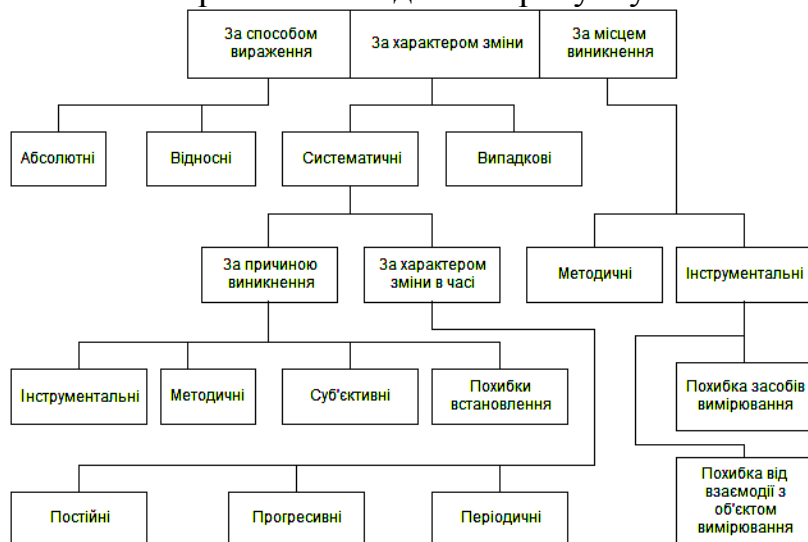 За способом
вираження
За характером зміни
За місцем
виникнення
Абсолютні
Відносні
Систематичні
Випадкові
За причиною
виникнення
За характером
зміни в часі
Методичні
Інструментальні
Інструментальні
Методичні
Суб'єктивні
Похибки
встановлення
Похибка засобів
вимірювання
Постійні
Прогресивні
Періодичні
Похибка від
взаємодії з
об'єктом
вимірювання